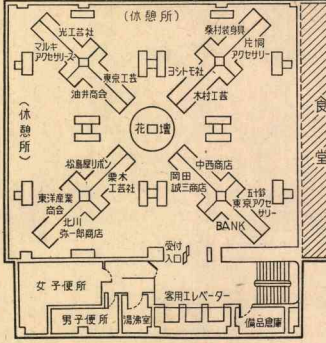 （休憩所）
光工芸社
マルキ
アクセサリーズ
東京工芸
油井商会
桑村装身具
片桐
アクセサリー
ヨシトモ社
木村工芸
（休憩所）
食堂
花口壇
松島屋リボン
栗木
工芸社
東洋産業
商会
北川
弥一郎商店
中西商店
岡田
誠三商店
五十鈴
東京アクセ
サリー
BANK
受付
入口
女子便所
男子便所
湯沸室
客用エレベーター
備品倉庫